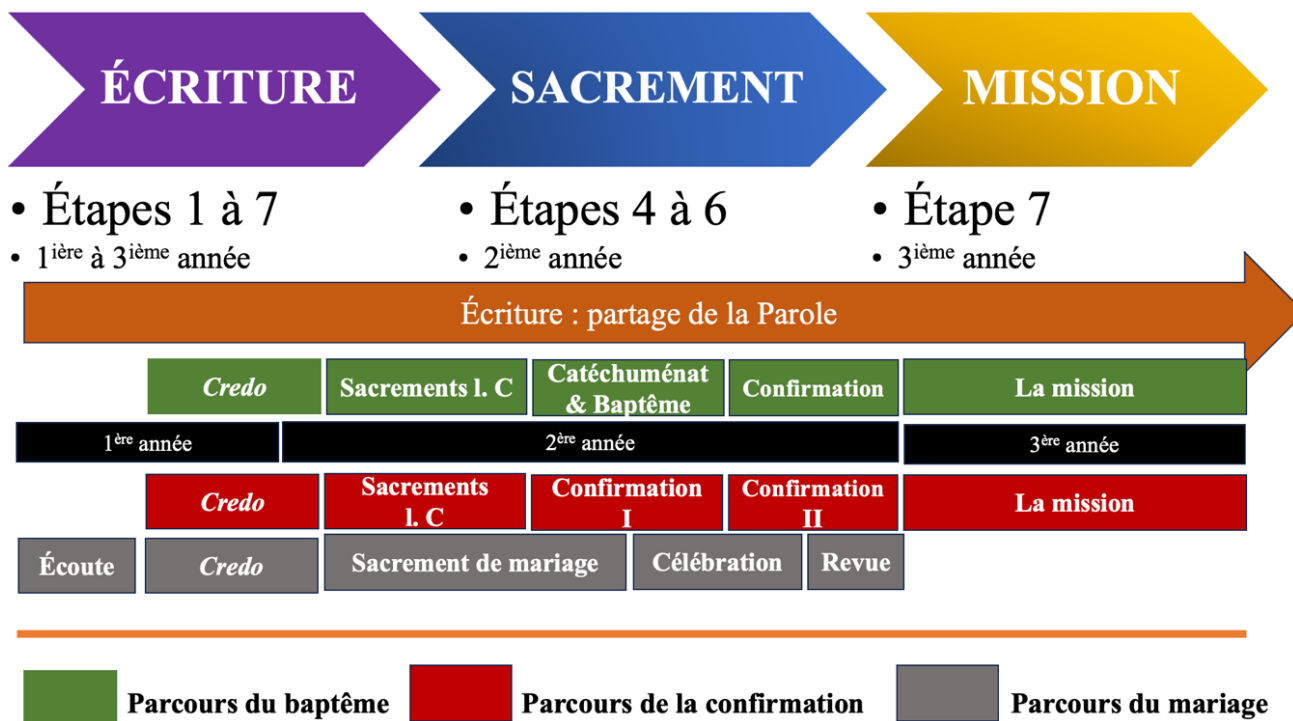 ÉCRITURE
SACREMENT
MISSION
• Étapes 1 à 7
• 1ière à 3ième année
• Étapes 4 à 6
• 2ième année
• Étape 7
• 3ième année
Écriture : partage de la Parole
Credo
Sacrements l. C
Catéchuménat
& Baptême
Confirmation
La mission
1ère année
2ère année
3ère année
Credo
Sacrements
l. C
Confirmation
I
Confirmation
II
La mission
Écoute
Credo
Sacrement de mariage
Célébration
Revue
Parcours du baptême
Parcours de la confirmation
Parcours du mariage